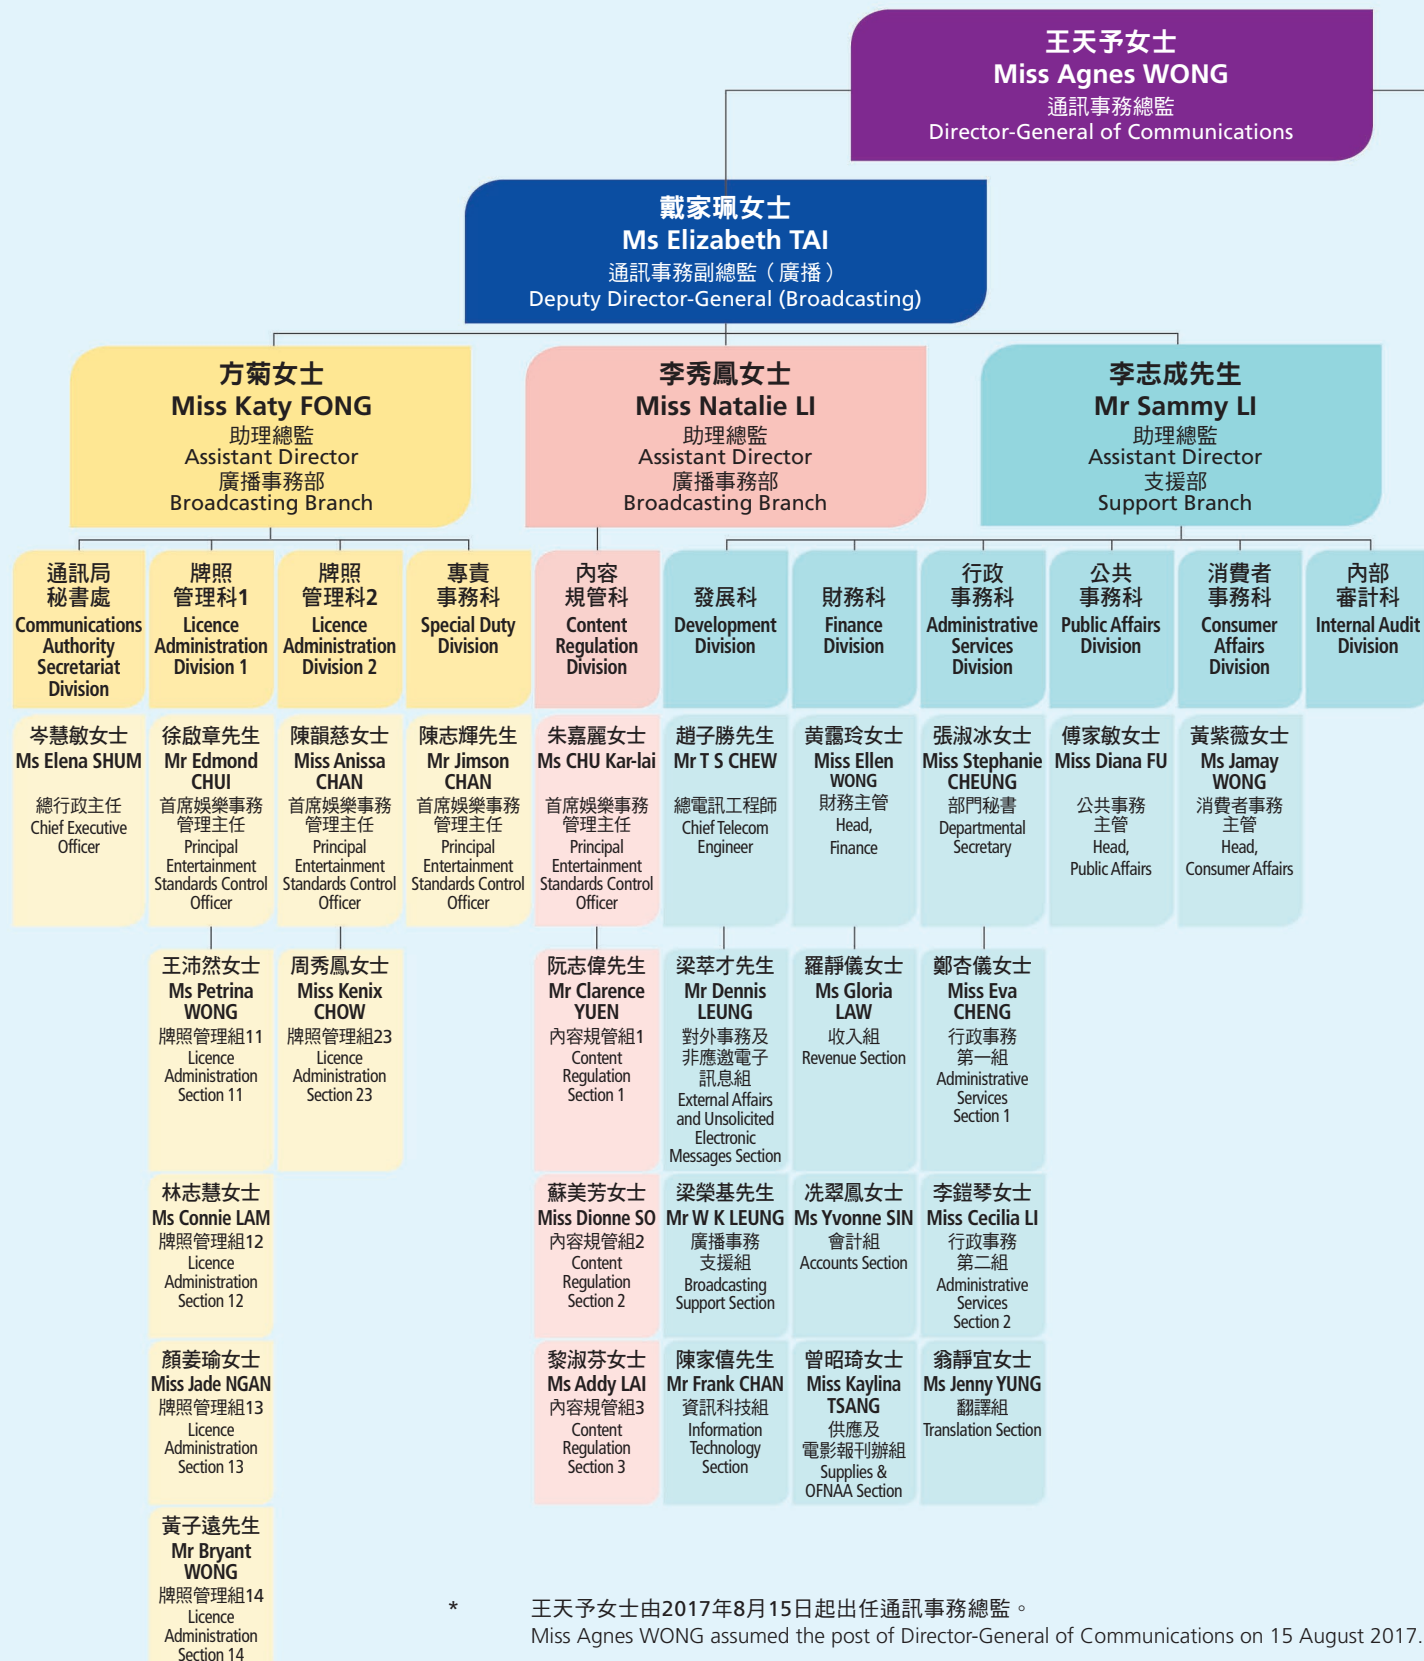 王天予女士
Miss Agnes WONG
通訊事務總監
Director-General of Communications
戴家珮女士
Ms Elizabeth TAI
通訊事務副總監（廣播）
Deputy Director-General (Broadcasting)
方菊女士
Miss Katy FONG
助理總監
Assistant Director
廣播事務部
Broadcasting Branch
李秀鳳女士
Miss Natalie LI
助理總監
Assistant Director
廣播事務部
Broadcasting Branch
李志成先生
Mr Sammy LI
助理總監
Assistant Director
支援部
Support Branch
通訊局
秘書處
Communications
Authority
Secretariat
Division
牌照
管理科1
Licence
Administration
Division 1
牌照
管理科2
Licence
Administration
Division 2
專責
事務科
Special Duty
Division
內容
規管科
Content
Regulation
Division
發展科
Development
Division
財務科
Finance
Division
行政
事務科
Administrative
Services
Division
公共
事務科
Public Affairs
Division
消費者
事務科
Consumer
Affairs
Division
內部
審計科
Internal Audit
Division
岑慧敏女士
Ms Elena SHUM
總行政主任
Chief Executive
Officer
徐啟章先生
Mr Edmond
CHUI
首席娛樂事務
管理主任
Principal
Entertainment
Standards Control
Officer
陳韻慈女士
Miss Anissa
CHAN
首席娛樂事務
管理主任
Principal
Entertainment
Standards Control
Officer
陳志輝先生
Mr Jimson
CHAN
首席娛樂事務
管理主任
Principal
Entertainment
Standards Control
Officer
朱嘉麗女士
Ms CHU Kar-lai
首席娛樂事務
管理主任
Principal
Entertainment
Standards Control
Officer
趙子勝先生
Mr T S CHEW
總電訊工程師
Chief Telecom
Engineer
黄靄玲女士
Miss Ellen
WONG
財務主管
Head,
Finance
張淑冰女士
Miss Stephanie
CHEUNG
部門秘書
Departmental
Secretary
傅家敏女士
Miss Diana FU
公共事務
主管
Head,
Public Affairs
黃紫薇女士
Ms Jamay
WONG
消費者事務
主管
Head,
Consumer Affairs
王沛然女士
Ms Petrina
WONG
牌照管理組11
Licence
Administration
Section 11
周秀鳳女士
Miss Kenix
CHOW
牌照管理組23
Licence
Administration
Section 23
阮志偉先生
Mr Clarence
YUEN
內容規管組1
Content
Regulation
Section 1
梁萃才先生
Mr Dennis
LEUNG
對外事務及
非應邀電子
訊息組
External Affairs
and Unsolicited
Electronic
Messages Section
羅靜儀女士
Ms Gloria
LAW
收入組
Revenue Section
鄭杏儀女士
Miss Eva
CHENG
行政事務
第一組
Administrative
Services
Section 1
林志慧女士
Ms Connie LAM
牌照管理組12
Licence
Administration
Section 12
蘇美芳女士
Miss Dionne SO
內容規管組2
Content
Regulation
Section 2
梁榮基先生
Mr W K LEUNG
廣播事務
支援組
Broadcasting
Support Section
冼翠鳳女士
Ms Yvonne SIN
會計組
Accounts Section
李鎧琴女士
Miss Cecilia LI
行政事務
第二組
Administrative
Services
Section 2
顏姜瑜女士
Miss Jade NGAN
牌照管理組13
Licence
Administration
Section 13
黎淑芬女士
Ms Addy LAI
內容規管組3
Content
Regulation
Section 3
陳家僖先生
Mr Frank CHAN
資訊科技組
Information
Technology
Section
曾昭琦女士
Miss Kaylina
TSANG
供應及
電影報刊辦組
Supplies &
OFNAA Section
翁靜宜女士
Ms Jenny YUNG
翻譯組
Translation Section
黃子遠先生
Mr Bryant
WONG
牌照管理組14
Licence
Administration
Section 14
* 王天予女士由2017年8月15日起出任通訊事務總監。
Miss Agnes WONG assumed the post of Director-General of Communications on 15 August 2017.